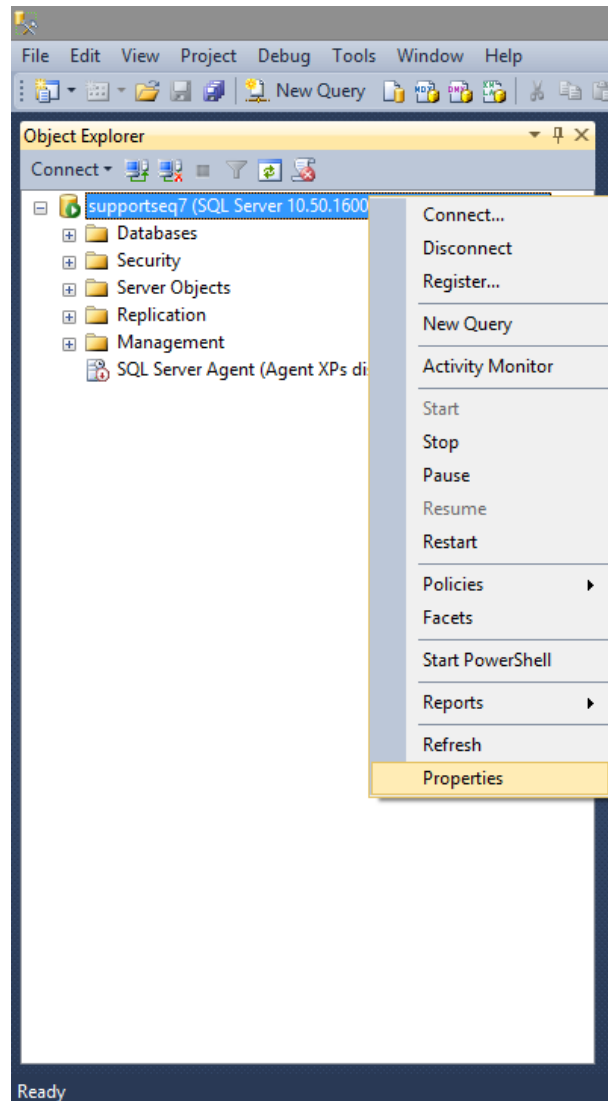 File Edit View Project Debug Tools Window Help
New Query
Object Explorer
Connect
supportseq7 (SQL Server 10.50.1600
Databases
Security
Server Objects
Replication
Management
SQL Server Agent (Agent XPs di
Connect...
Disconnect
Register...
New Query
Activity Monitor
Start
Stop
Pause
Resume
Restart
Policies
Facets
Start PowerShell
Reports
Refresh
Properties
Ready